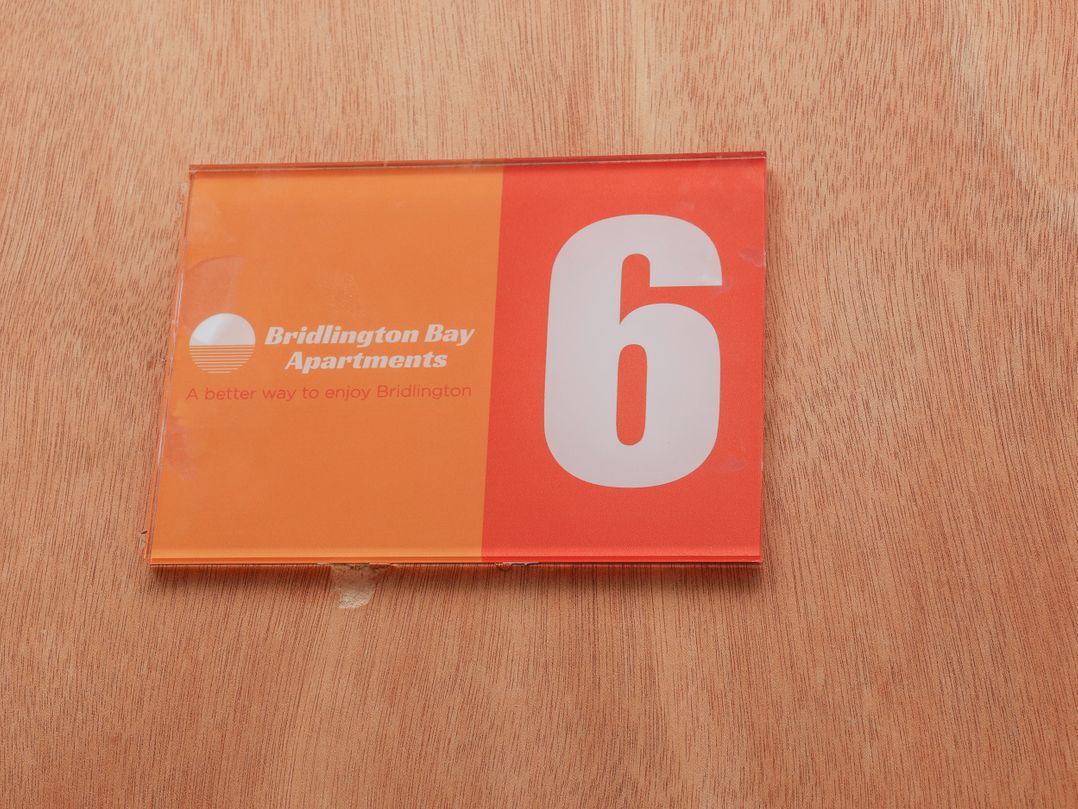 Bridlington Bay
Apartments
A better way to enjoy Bridlington
6